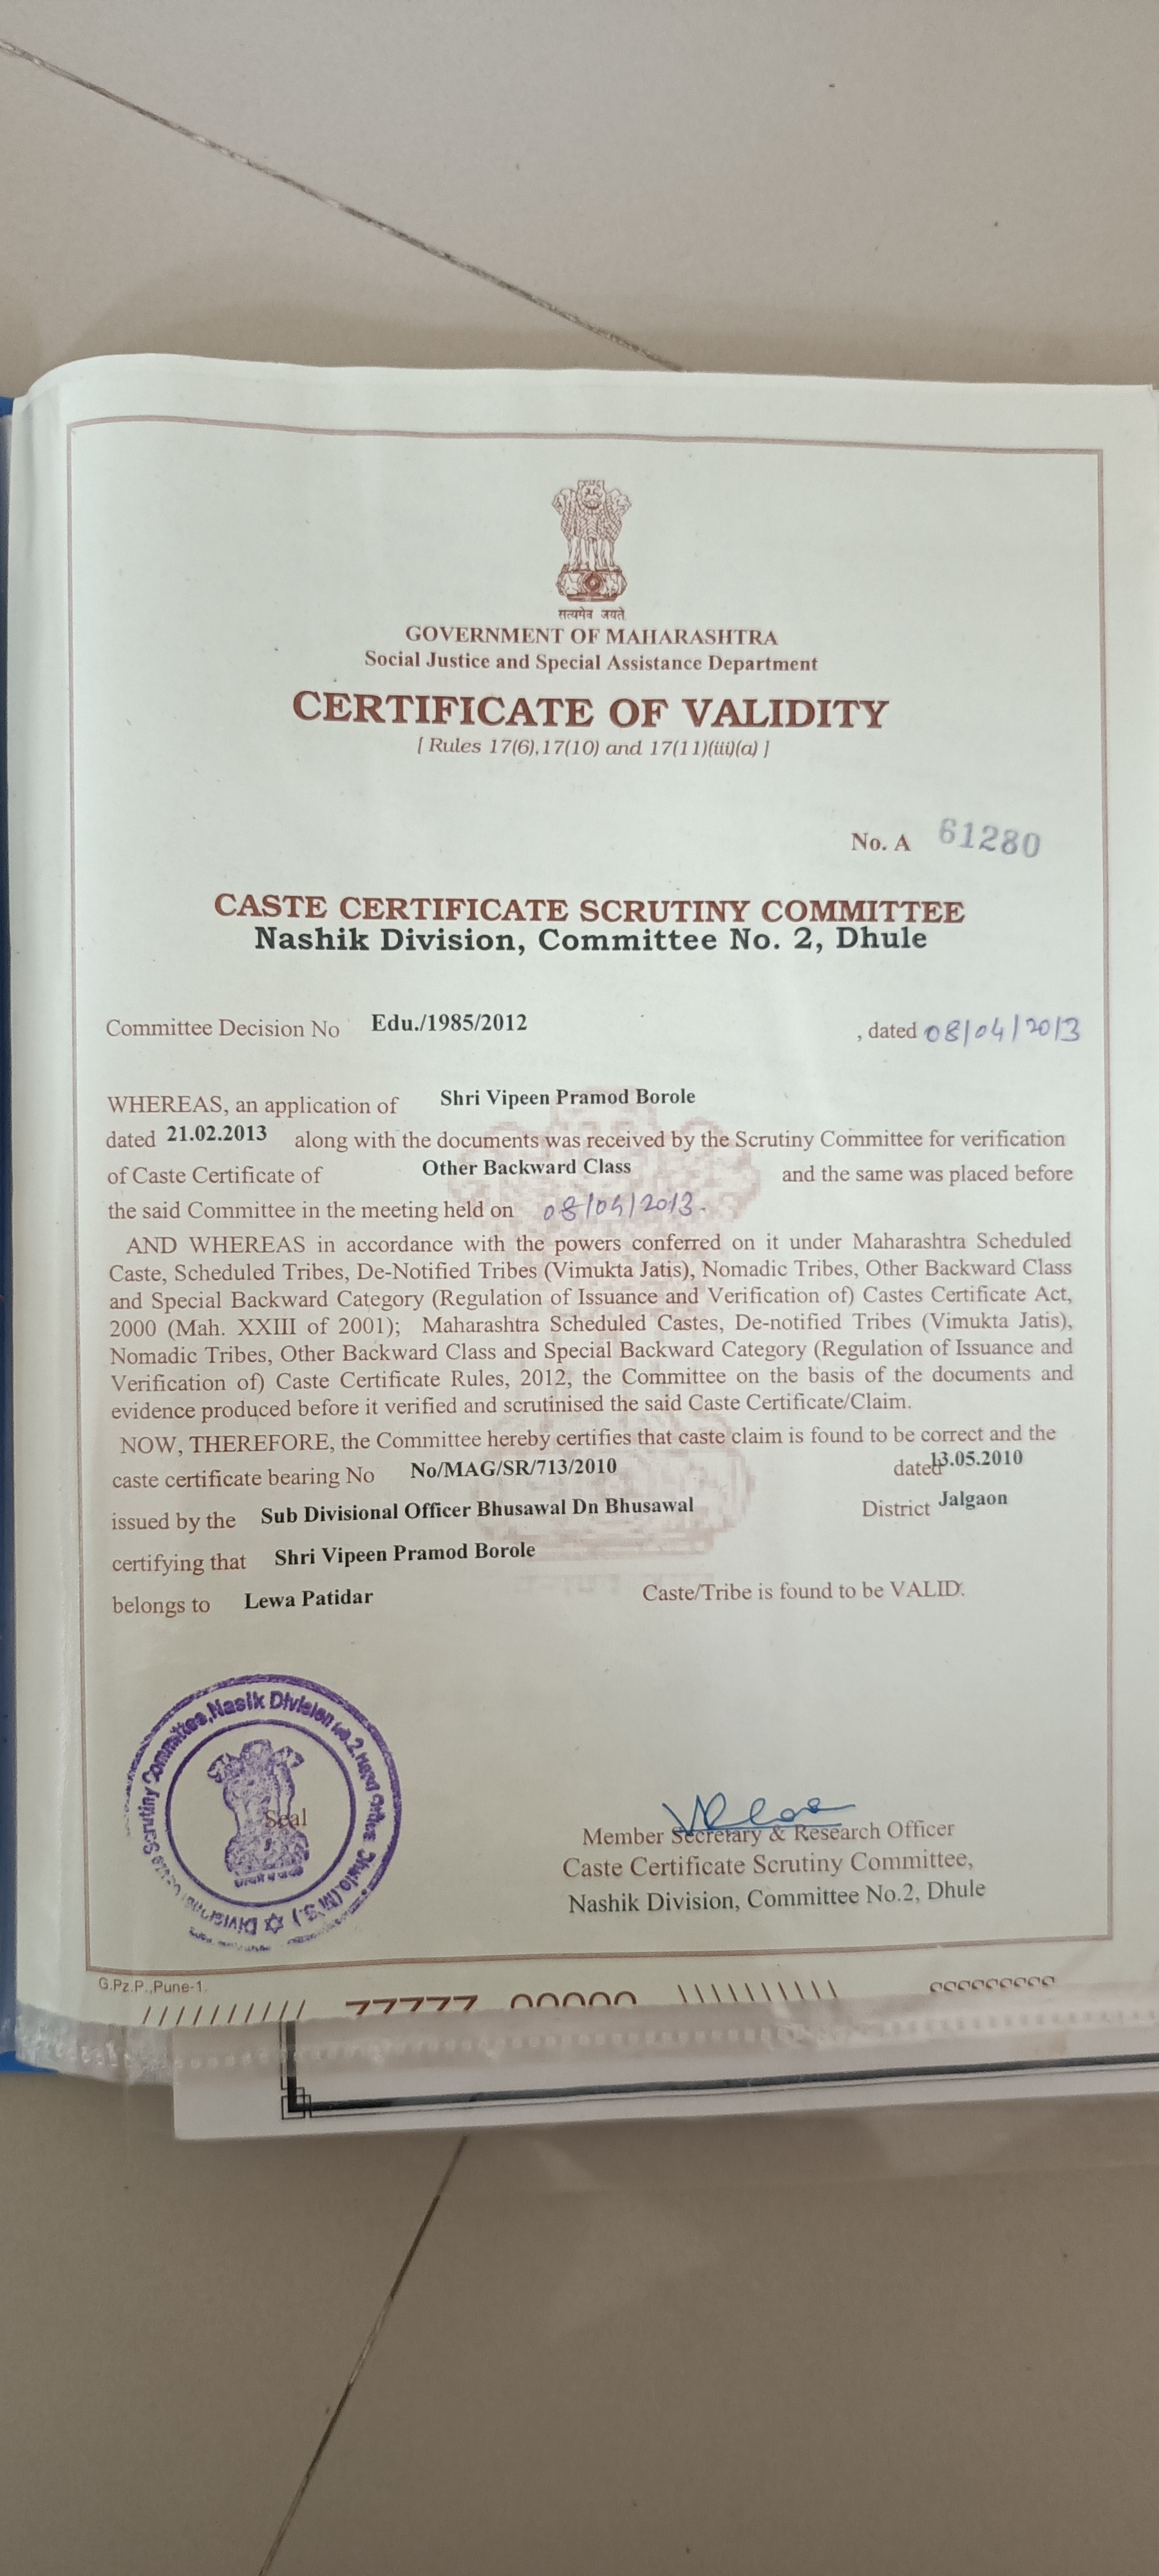 सत्यमेव जयते
GOVERNMENT OF MAHARASHTRA
Social Justice and Special Assistance Department
CERTIFICATE OF VALIDITY
[ Rules 17(6),17(10) and 17(11)(iii)(a) ]
No. A 61280
CASTE CERTIFICATE SCRUTINY COMMITTEE
Nashik Division, Committee No. 2, Dhule
Committee Decision No Edu./1985/2012 , dated 08/04/2013
WHEREAS, an application of Shri Vipeen Pramod Borole
dated 21.02.2013 along with the documents was received by the Scrutiny Committee for verification
of Caste Certificate of Other Backward Class and the same was placed before
the said Committee in the meeting held on 08/04/2013.
AND WHEREAS in accordance with the powers conferred on it under Maharashtra Scheduled
Caste, Scheduled Tribes, De-Notified Tribes (Vimukta Jatis), Nomadic Tribes, Other Backward Class
and Special Backward Category (Regulation of Issuance and Verification of) Castes Certificate Act,
2000 (Mah. XXIII of 2001); Maharashtra Scheduled Castes, De-notified Tribes (Vimukta Jatis),
Nomadic Tribes, Other Backward Class and Special Backward Category (Regulation of Issuance and
Verification of) Caste Certificate Rules, 2012, the Committee on the basis of the documents and
evidence produced before it verified and scrutinised the said Caste Certificate/Claim.
NOW, THEREFORE, the Committee hereby certifies that caste claim is found to be correct and the
caste certificate bearing No No/MAG/SR/713/2010 dated 13.05.2010
issued by the Sub Divisional Officer Bhusawal Dn Bhusawal District Jalgaon
certifying that Shri Vipeen Pramod Borole
belongs to Lewa Patidar Caste/Tribe is found to be VALID.
Scrutiny Committee, Nasik Division No.2, Head Office, Dhule.(M.S.) ✡ Divisional Caste
Seal
Member Secretary & Research Officer
Caste Certificate Scrutiny Committee,
Nashik Division, Committee No.2, Dhule
G.Pz.P.,Pune-1.